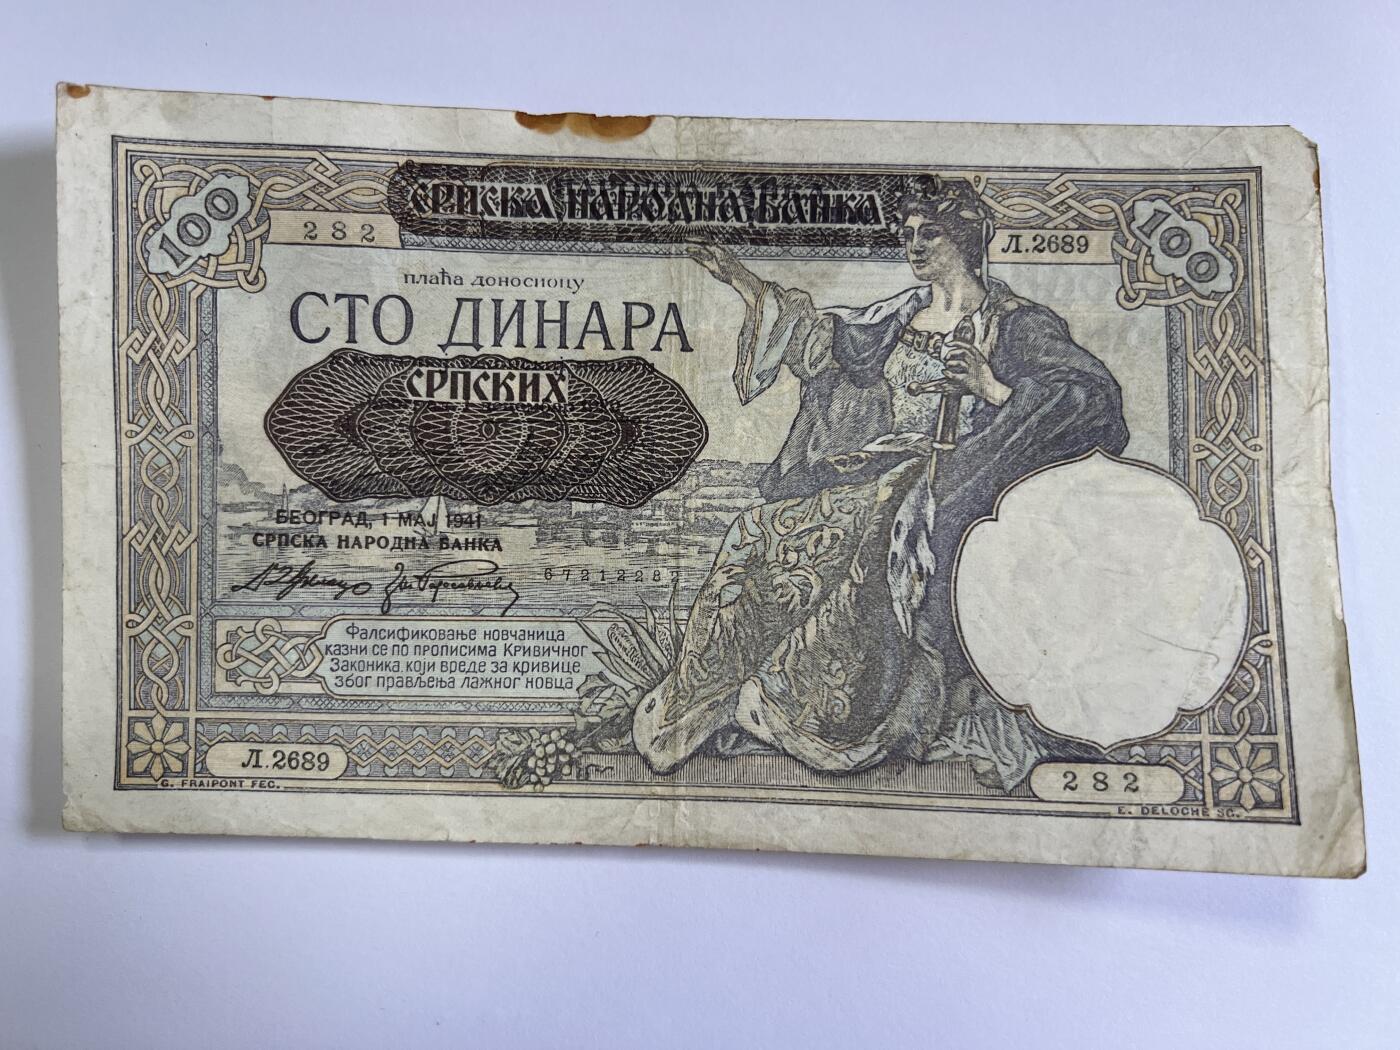 СРПСКА НАРОДНА БАНКА
100
100
282
Л.2689
плаћа доносиоцу
СТО ДИНАРА
СРПСКИХ
БЕОГРАД, 1 МАЈ 1941
СРПСКА НАРОДНА БАНКА
67212282
Фалсификовање новчаница
казни се по прописима Кривичног
Законика, који вреде за кривице
због прављења лажног новца
Л.2689
282
G. FRAIPONT FEC.
E. DELOCHE SC.